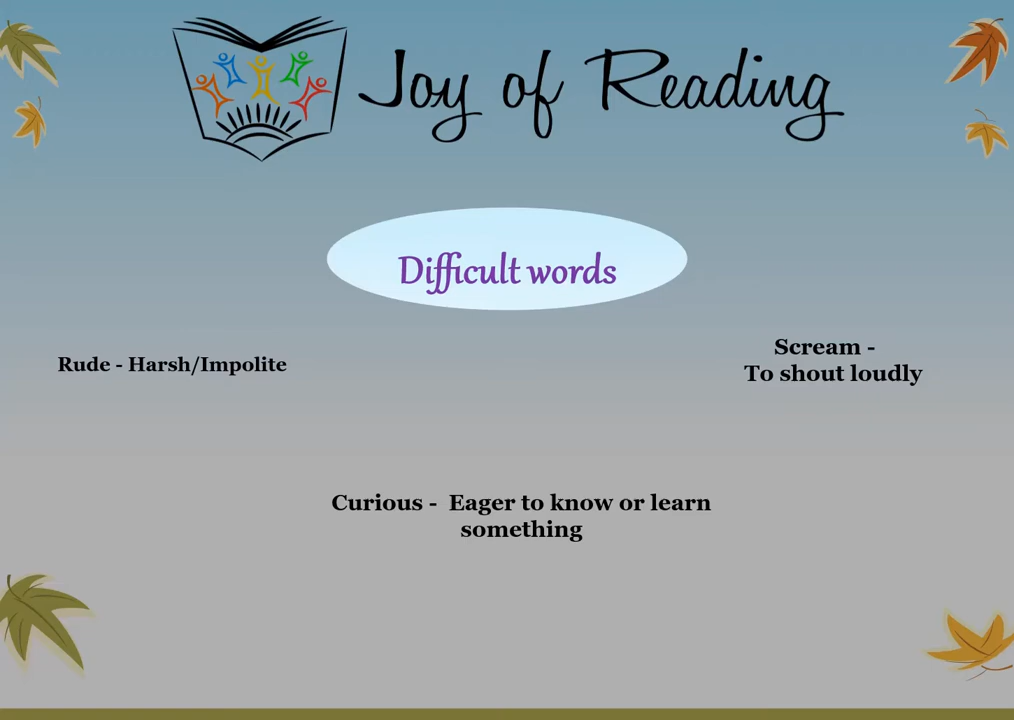 Joy of Reading
Difficult words
Rude - Harsh/Impolite
Scream -
To shout loudly
Curious -  Eager to know or learn
something